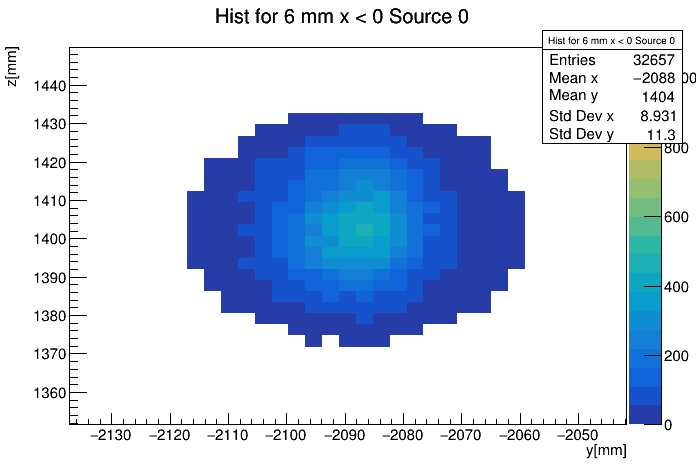 Hist for 6 mm x < 0 Source 0
z[mm]
Hist for 6 mm x < 0 Source 0
Entries 32657
Mean x −2088
Mean y 1404
Std Dev x 8.931
Std Dev y 11.3
1440
1430
1420
1410
1400
1390
1380
1370
1360
800
600
400
200
0
−2130 −2120 −2110 −2100 −2090 −2080 −2070 −2060 −2050
y[mm]